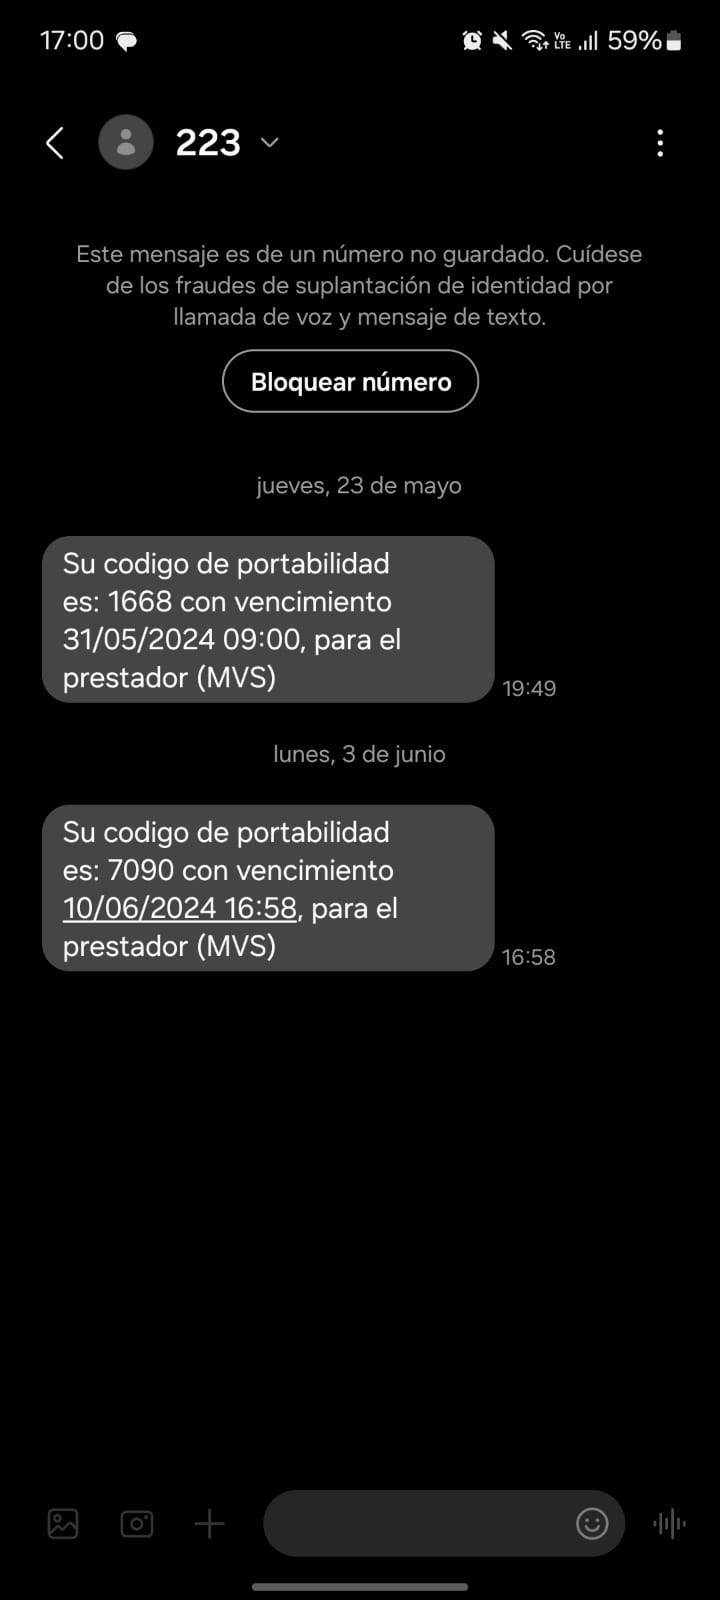 17:00
Vo
LTE
59%
223
Este mensaje es de un número no guardado. Cuídese
de los fraudes de suplantación de identidad por
llamada de voz y mensaje de texto.
Bloquear número
jueves, 23 de mayo
Su codigo de portabilidad
es: 1668 con vencimiento
31/05/2024 09:00, para el
prestador (MVS)
19:49
lunes, 3 de junio
Su codigo de portabilidad
es: 7090 con vencimiento
10/06/2024 16:58, para el
prestador (MVS)
16:58